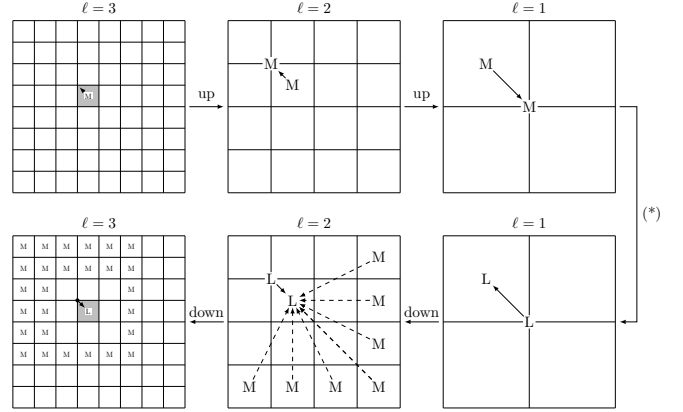 ℓ = 3
M
up
ℓ = 2
M
M
up
ℓ = 1
M
M
(*)
ℓ = 3
M M M M M M
M M M M M M
M M M
M M L M
M M M
M M M M M M
down
ℓ = 2
M
L
L M
M
M M M M
down
ℓ = 1
L
L